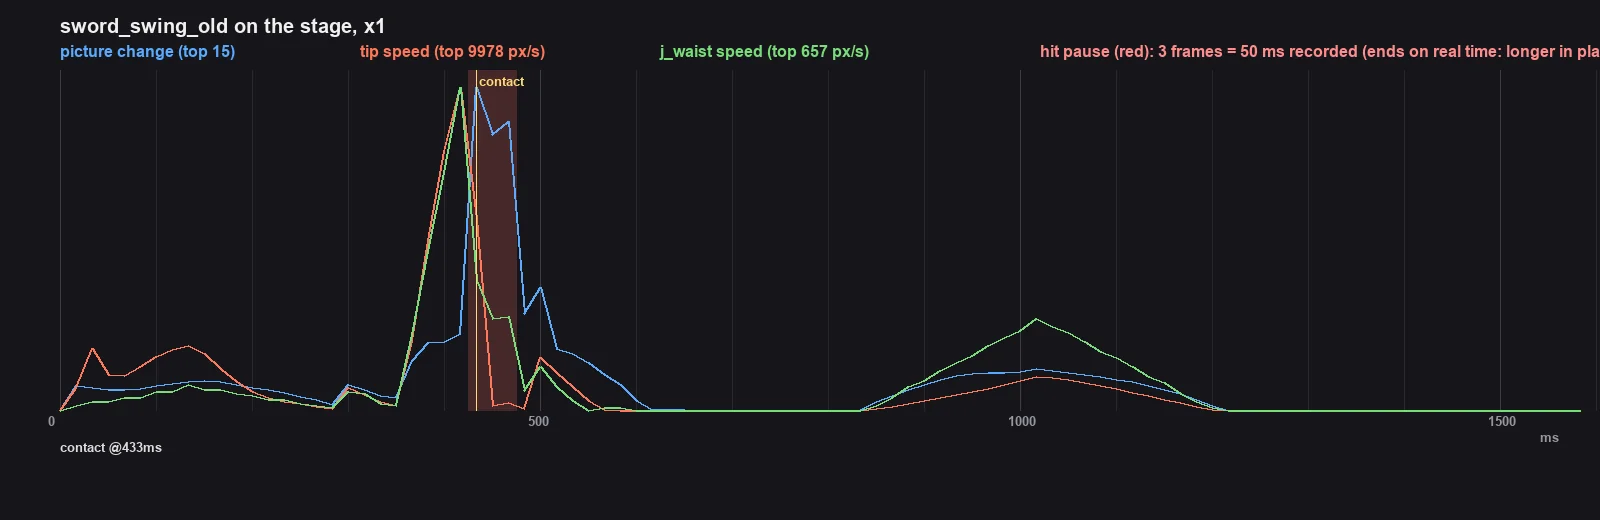 sword_swing_old on the stage, x1
picture change (top 15) tip speed (top 9978 px/s) j_waist speed (top 657 px/s) hit pause (red): 3 frames = 50 ms recorded (ends on real time: longer in pla
contact
0 500 1000 1500
ms
contact @433ms